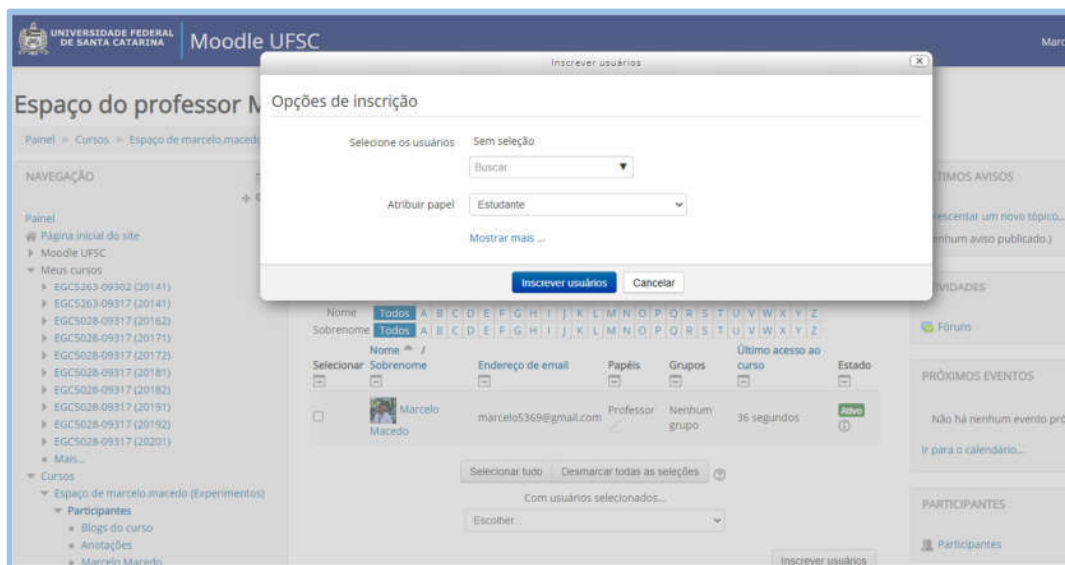 UNIVERSIDADE FEDERAL
DE SANTA CATARINA
Moodle UFSC
Marc
Inscrever usuários
Opções de inscrição
Selecione os usuários Sem seleção
Buscar
Atribuir papel Estudante
Mostrar mais ...
Inscrever usuários Cancelar
Espaço do professor M
Painel Cursos Espaço de marcelo.macedo
NAVEGAÇÃO
Painel
Página inicial do site
Moodle UFSC
Meus cursos
EGC5263-09302 (20141)
EGC5263-09317 (20141)
EGC5028-09317 (20162)
EGC5028-09317 (20171)
EGC5028-09317 (20172)
EGC5028-09317 (20181)
EGC5028-09317 (20182)
EGC5028-09317 (20191)
EGC5028-09317 (20192)
EGC5028-09317 (20201)
Mais...
Cursos
Espaço de marcelo.macedo (Experimentos)
Participantes
Blogs do curso
Anotações
Marcelo Macedo
Nome Todos A B C D E F G H I J K L M N O P Q R S T U V W X Y Z
Sobrenome Todos A B C D E F G H I J K L M N O P Q R S T U V W X Y Z
Selecionar Nome / Sobrenome Endereço de email Papéis Grupos Último acesso ao curso Estado
Marcelo Macedo marcelo5369@gmail.com Professor Nenhum grupo 36 segundos Ativo
Selecionar tudo Desmarcar todas as seleções
Com usuários selecionados...
Escolher...
Inscrever usuários
TIMOS AVISOS
escentar um novo tópico...
nhum aviso publicado.)
IVIDADES
Fóruns
PRÓXIMOS EVENTOS
Não há nenhum evento pró
Ir para o calendário...
PARTICIPANTES
Participantes